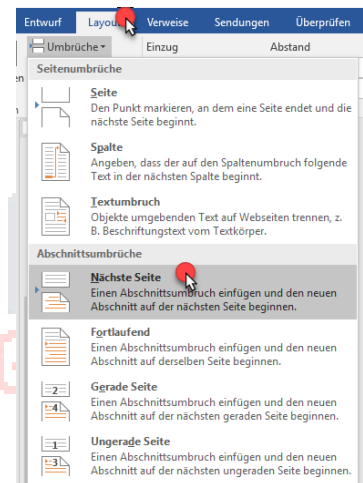 Entwurf Layou Verweise Sendungen Überprüfen
Umbrüche Einzug Abstand
Seitenumbrüche
Seite
Den Punkt markieren, an dem eine Seite endet und die
nächste Seite beginnt.
Spalte
Angeben, dass der auf den Spaltenumbruch folgende
Text in der nächsten Spalte beginnt.
Textumbruch
Objekte umgebenden Text auf Webseiten trennen, z.
B. Beschriftungstext vom Textkörper.
Abschnittsumbrüche
Nächste Seite
Einen Abschnittsumbruch einfügen und den neuen
Abschnitt auf der nächsten Seite beginnen.
Fortlaufend
Einen Abschnittsumbruch einfügen und den neuen
Abschnitt auf derselben Seite beginnen.
2
4
Gerade Seite
Einen Abschnittsumbruch einfügen und den neuen
Abschnitt auf der nächsten geraden Seite beginnen.
1
3
Ungerade Seite
Einen Abschnittsumbruch einfügen und den neuen
Abschnitt auf der nächsten ungeraden Seite beginnen.